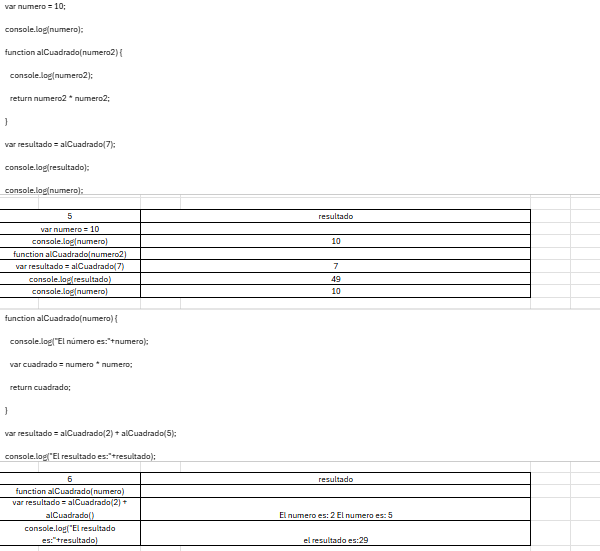 var numero = 10;
console.log(numero);
function alCuadrado(numero2) {
console.log(numero2);
return numero2 * numero2;
}
var resultado = alCuadrado(7);
console.log(resultado);
console.log(numero);
5 resultado
var numero = 10
console.log(numero) 10
function alCuadrado(numero2)
var resultado = alCuadrado(7) 7
console.log(resultado) 49
console.log(numero) 10
function alCuadrado(numero) {
console.log("El número es:"+numero);
var cuadrado = numero * numero;
return cuadrado;
}
var resultado = alCuadrado(2) + alCuadrado(5);
console.log("El resultado es:"+resultado);
6 resultado
function alCuadrado(numero)
var resultado = alCuadrado(2) +
alCuadrado() El numero es: 2 El numero es: 5
console.log("El resultado
es:"+resultado) el resultado es:29